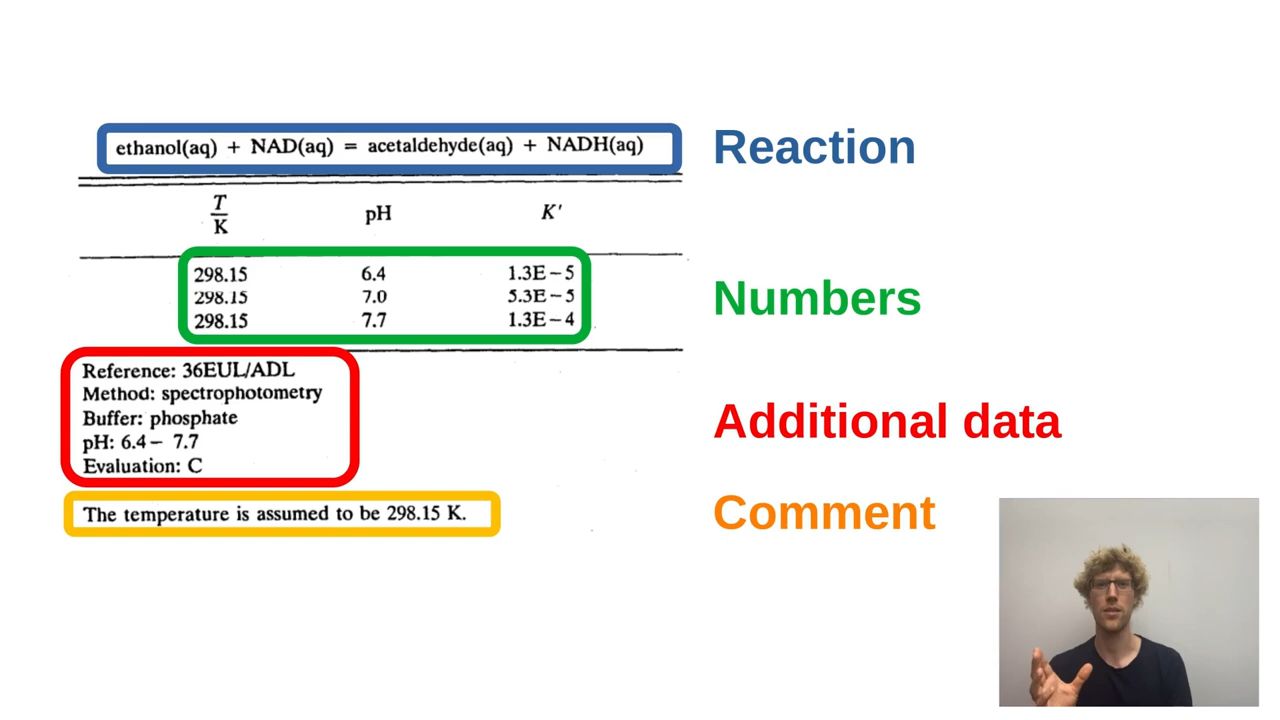 ethanol(aq) + NAD(aq) = acetaldehyde(aq) + NADH(aq)
Reaction
T/K pH K′
298.15 6.4 1.3E−5
298.15 7.0 5.3E−5
298.15 7.7 1.3E−4
Numbers
Reference: 36EUL/ADL
Method: spectrophotometry
Buffer: phosphate
pH: 6.4 − 7.7
Evaluation: C
Additional data
The temperature is assumed to be 298.15 K.
Comment